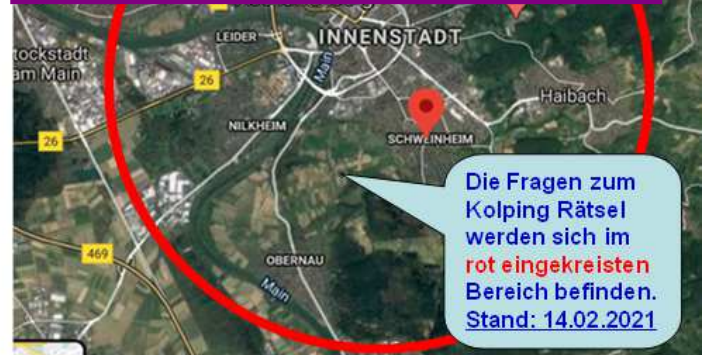 LEIDER
INNENSTADT
tockstadt
am Main
26
Main
Haibach
26
NILKHEIM
SCHWEINHEIM
Die Fragen zum
Kolping Rätsel
werden sich im
rot eingekreisten
Bereich befinden.
Stand: 14.02.2021
469
OBERNAU
Main